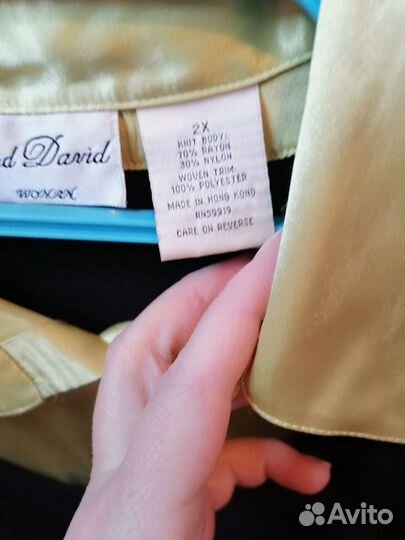 David
WOMAN
2X
KNIT BODY:
70% RAYON
30% NYLON
WOVEN TRIM:
100% POLYESTER
MADE IN HONG KONG
RN59919
CARE ON REVERSE
Avito